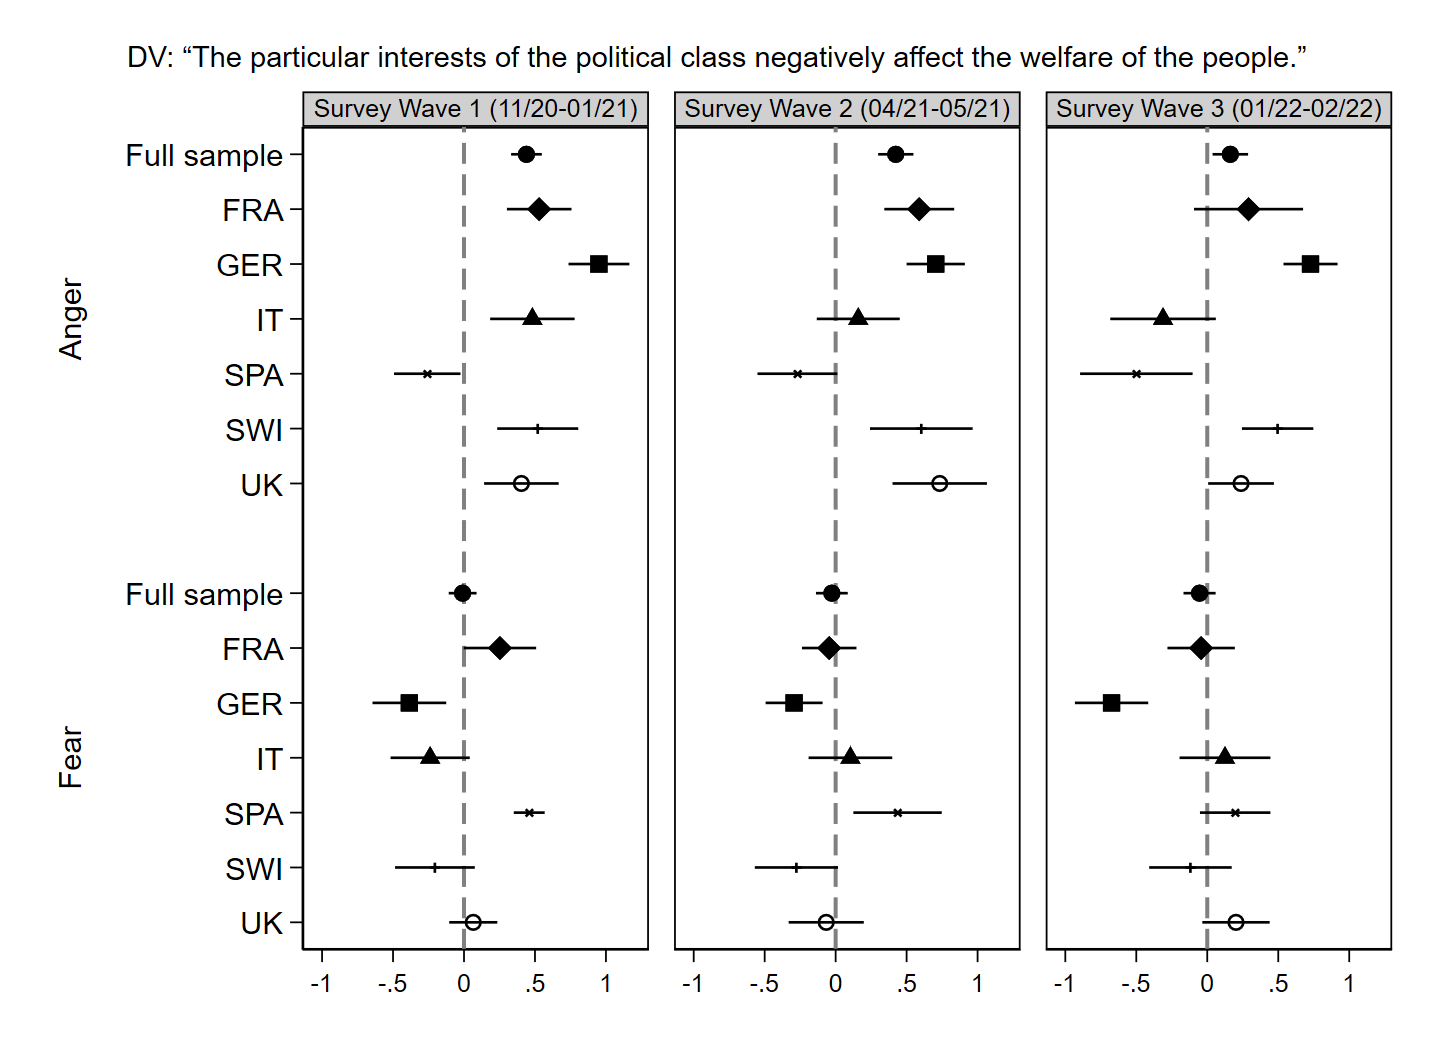 DV: “The particular interests of the political class negatively affect the welfare of the people.”
Survey Wave 1 (11/20-01/21)
Survey Wave 2 (04/21-05/21)
Survey Wave 3 (01/22-02/22)
Anger
Full sample
FRA
GER
IT
SPA
SWI
UK
Fear
Full sample
FRA
GER
IT
SPA
SWI
UK
-1 -.5 0 .5 1
-1 -.5 0 .5 1
-1 -.5 0 .5 1